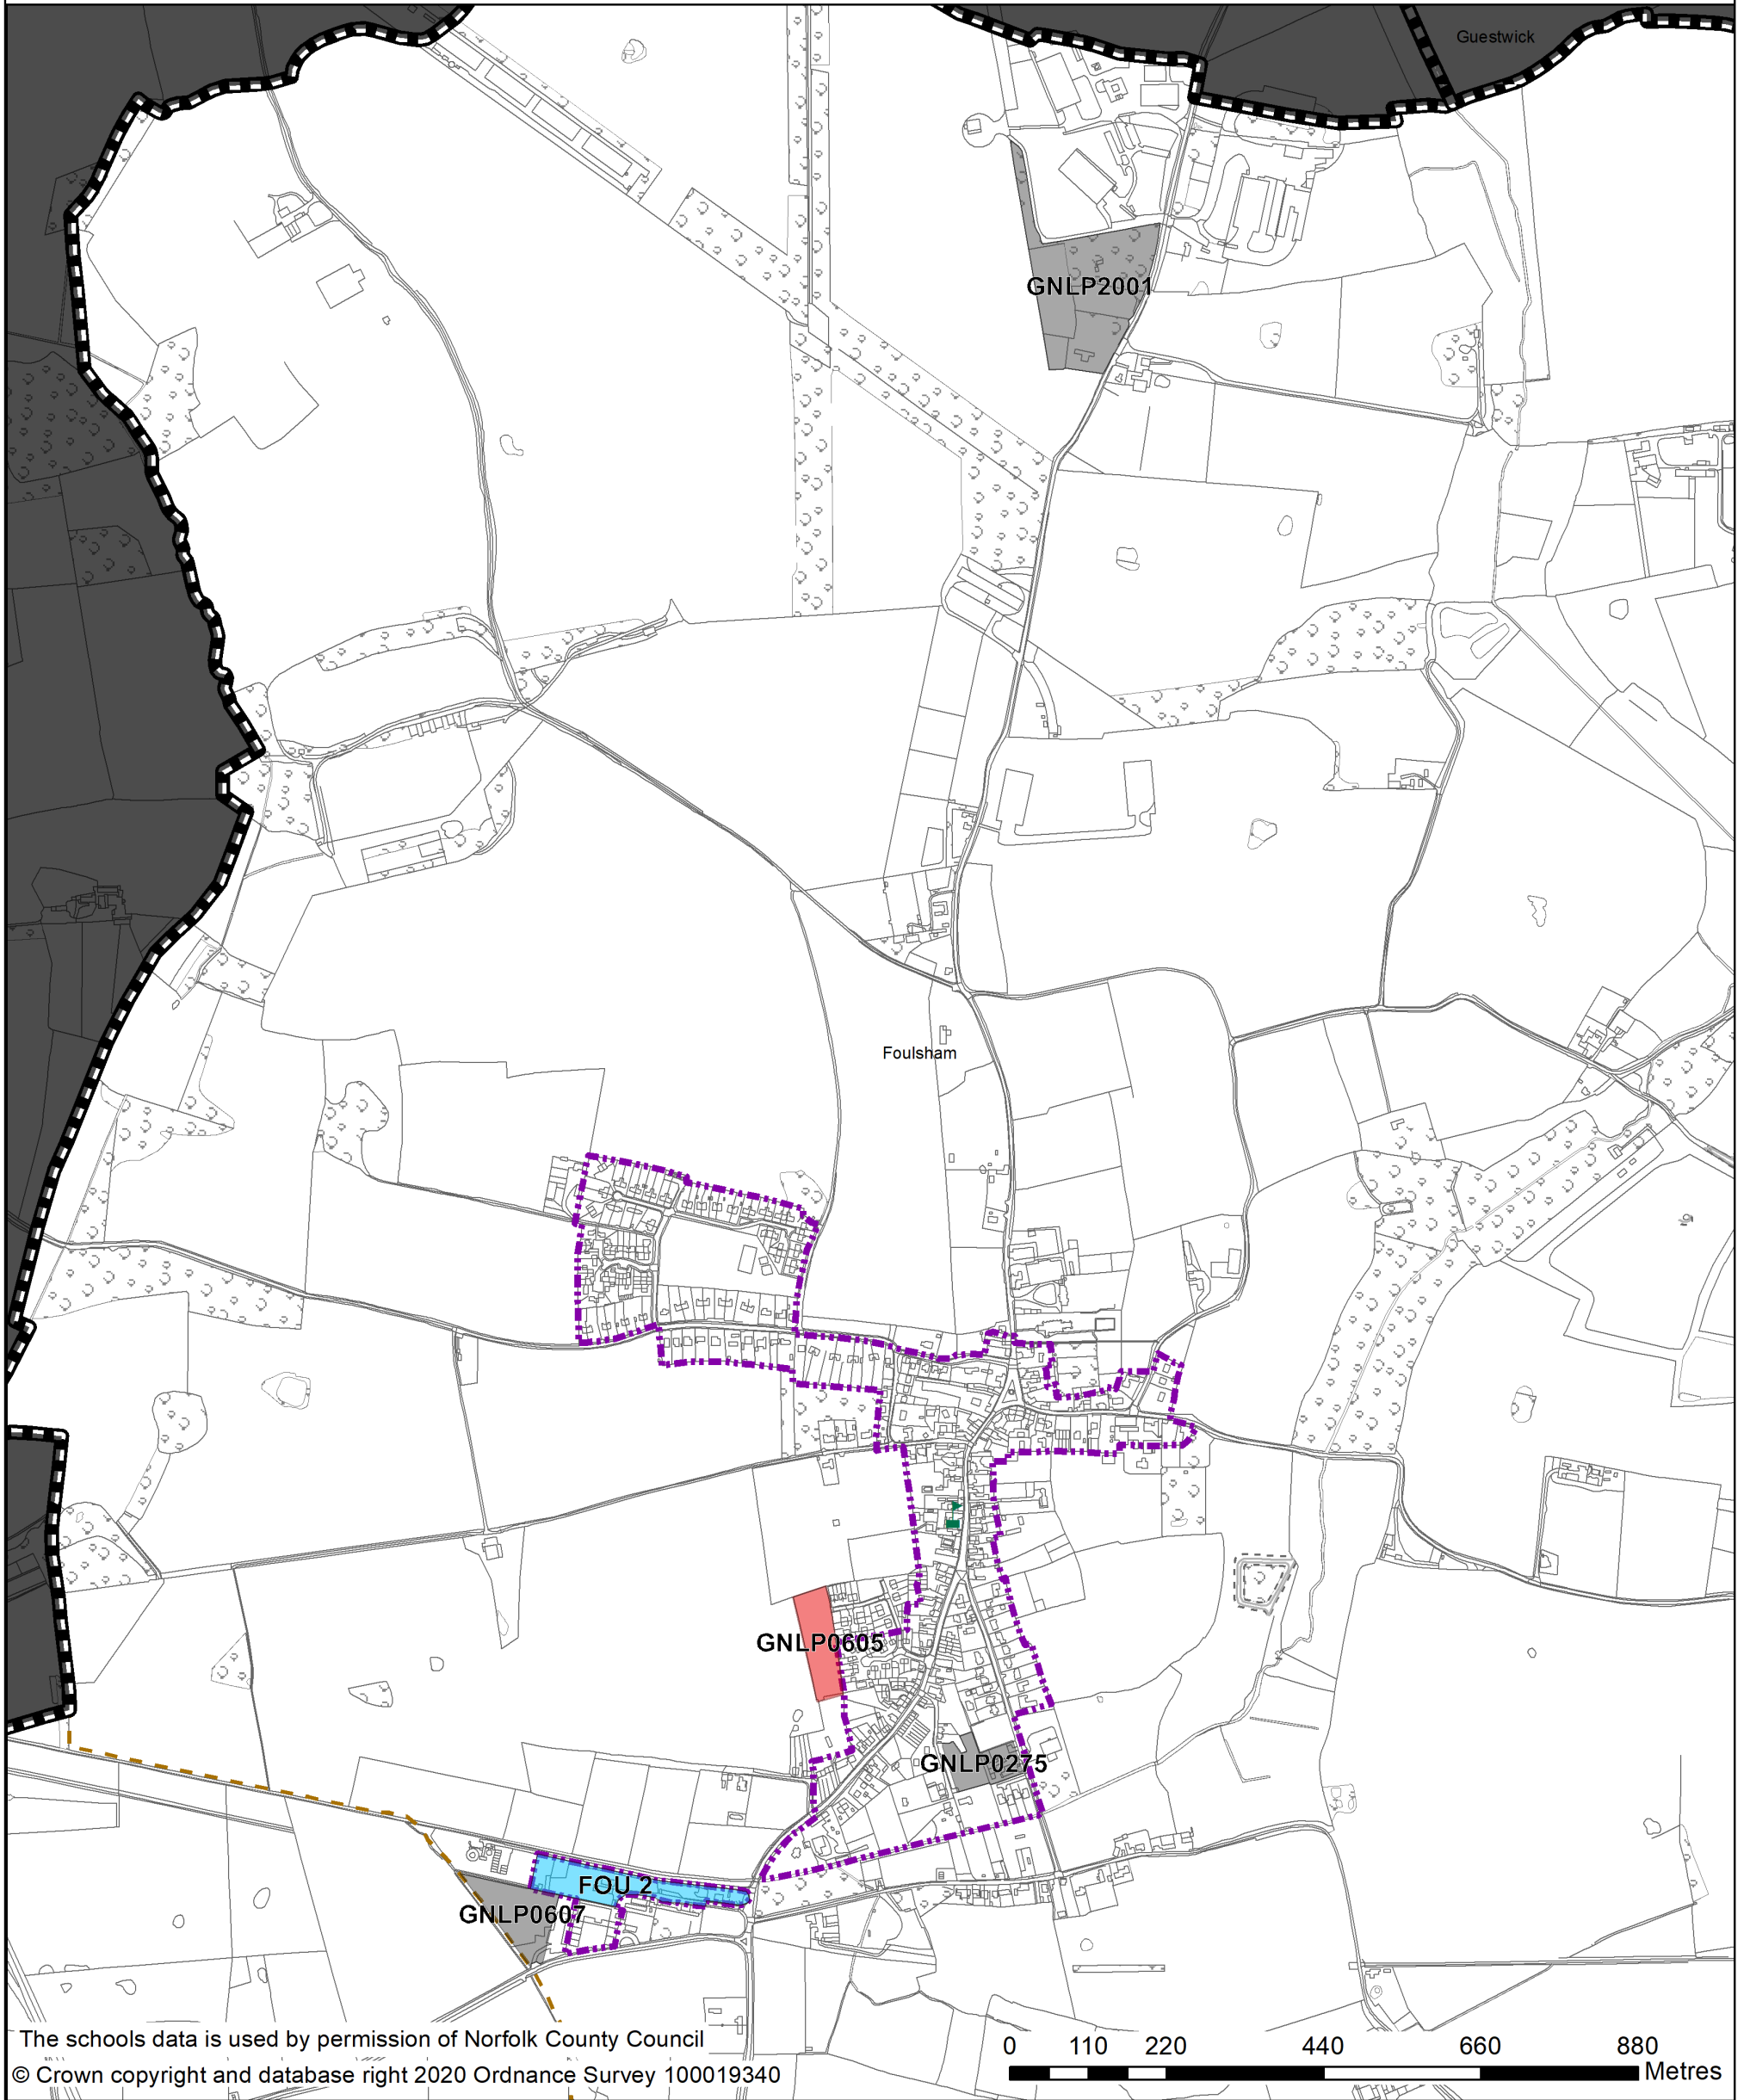 Guestwick
GNLP2001
Foulsham
GNLP0605
GNLP0275
FOU 2
GNLP0607
The schools data is used by permission of Norfolk County Council
© Crown copyright and database right 2020 Ordnance Survey 100019340
0 110 220 440 660 880
Metres